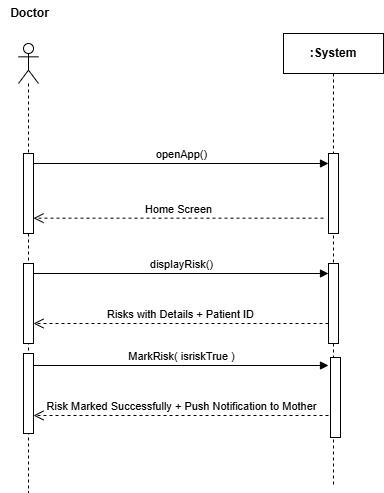 Doctor
:System
openApp()
Home Screen
displayRisk()
Risks with Details + Patient ID
MarkRisk( isriskTrue )
Risk Marked Successfully + Push Notification to Mother